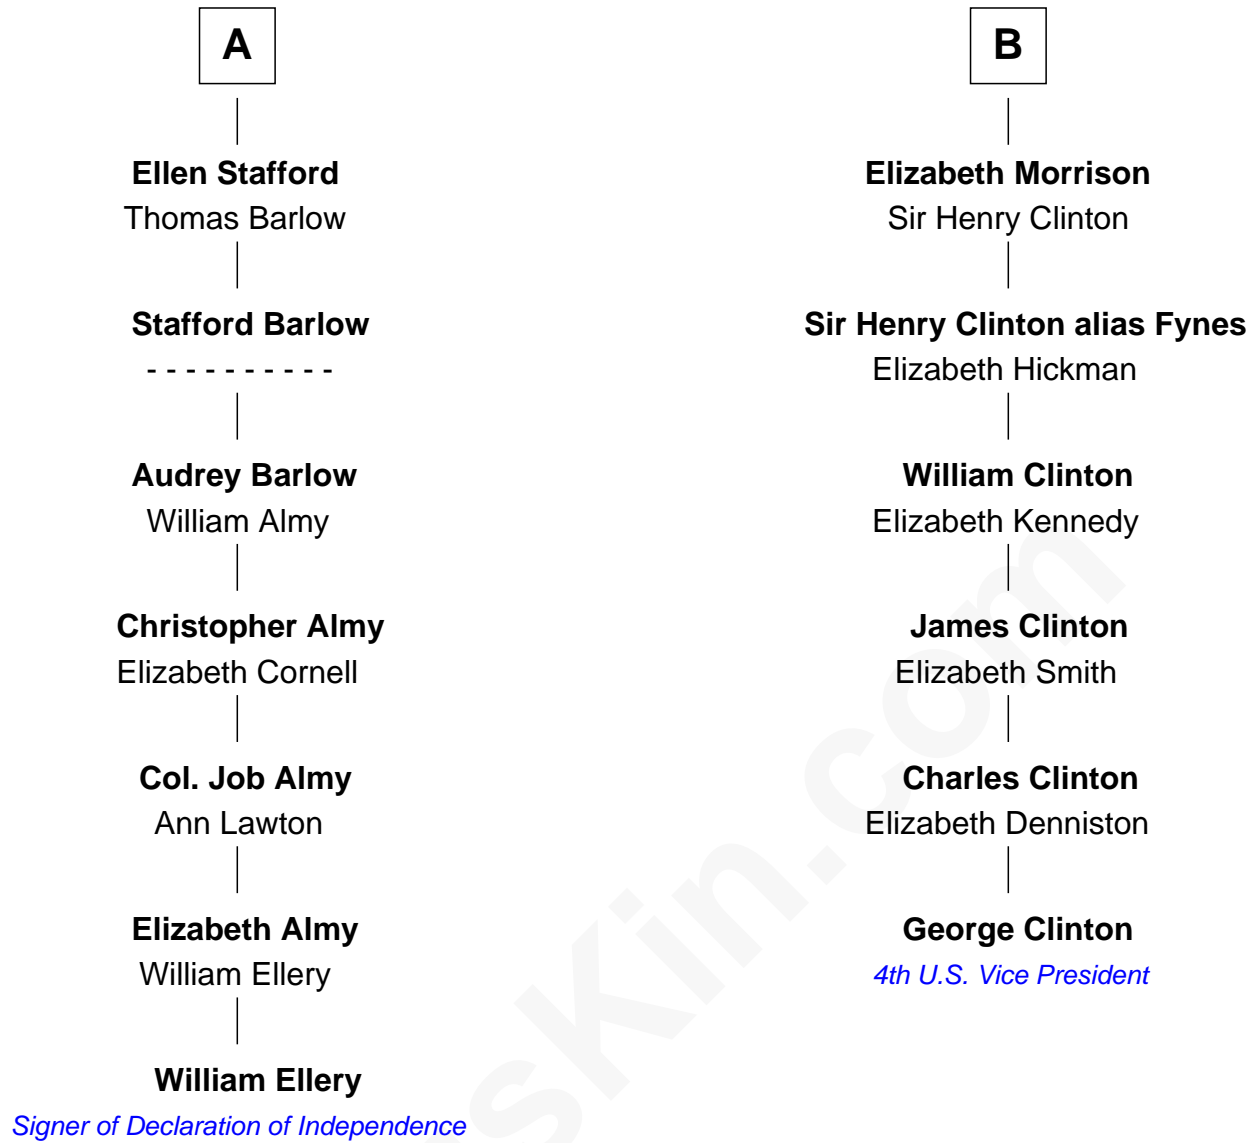 A
Ellen Stafford
Thomas Barlow
Stafford Barlow
- - - - - - - - - -
Audrey Barlow
William Almy
Christopher Almy
Elizabeth Cornell
Col. Job Almy
Ann Lawton
Elizabeth Almy
William Ellery
William Ellery
Signer of Declaration of Independence
B
Elizabeth Morrison
Sir Henry Clinton
Sir Henry Clinton alias Fynes
Elizabeth Hickman
William Clinton
Elizabeth Kennedy
James Clinton
Elizabeth Smith
Charles Clinton
Elizabeth Denniston
George Clinton
4th U.S. Vice President
sKin.com